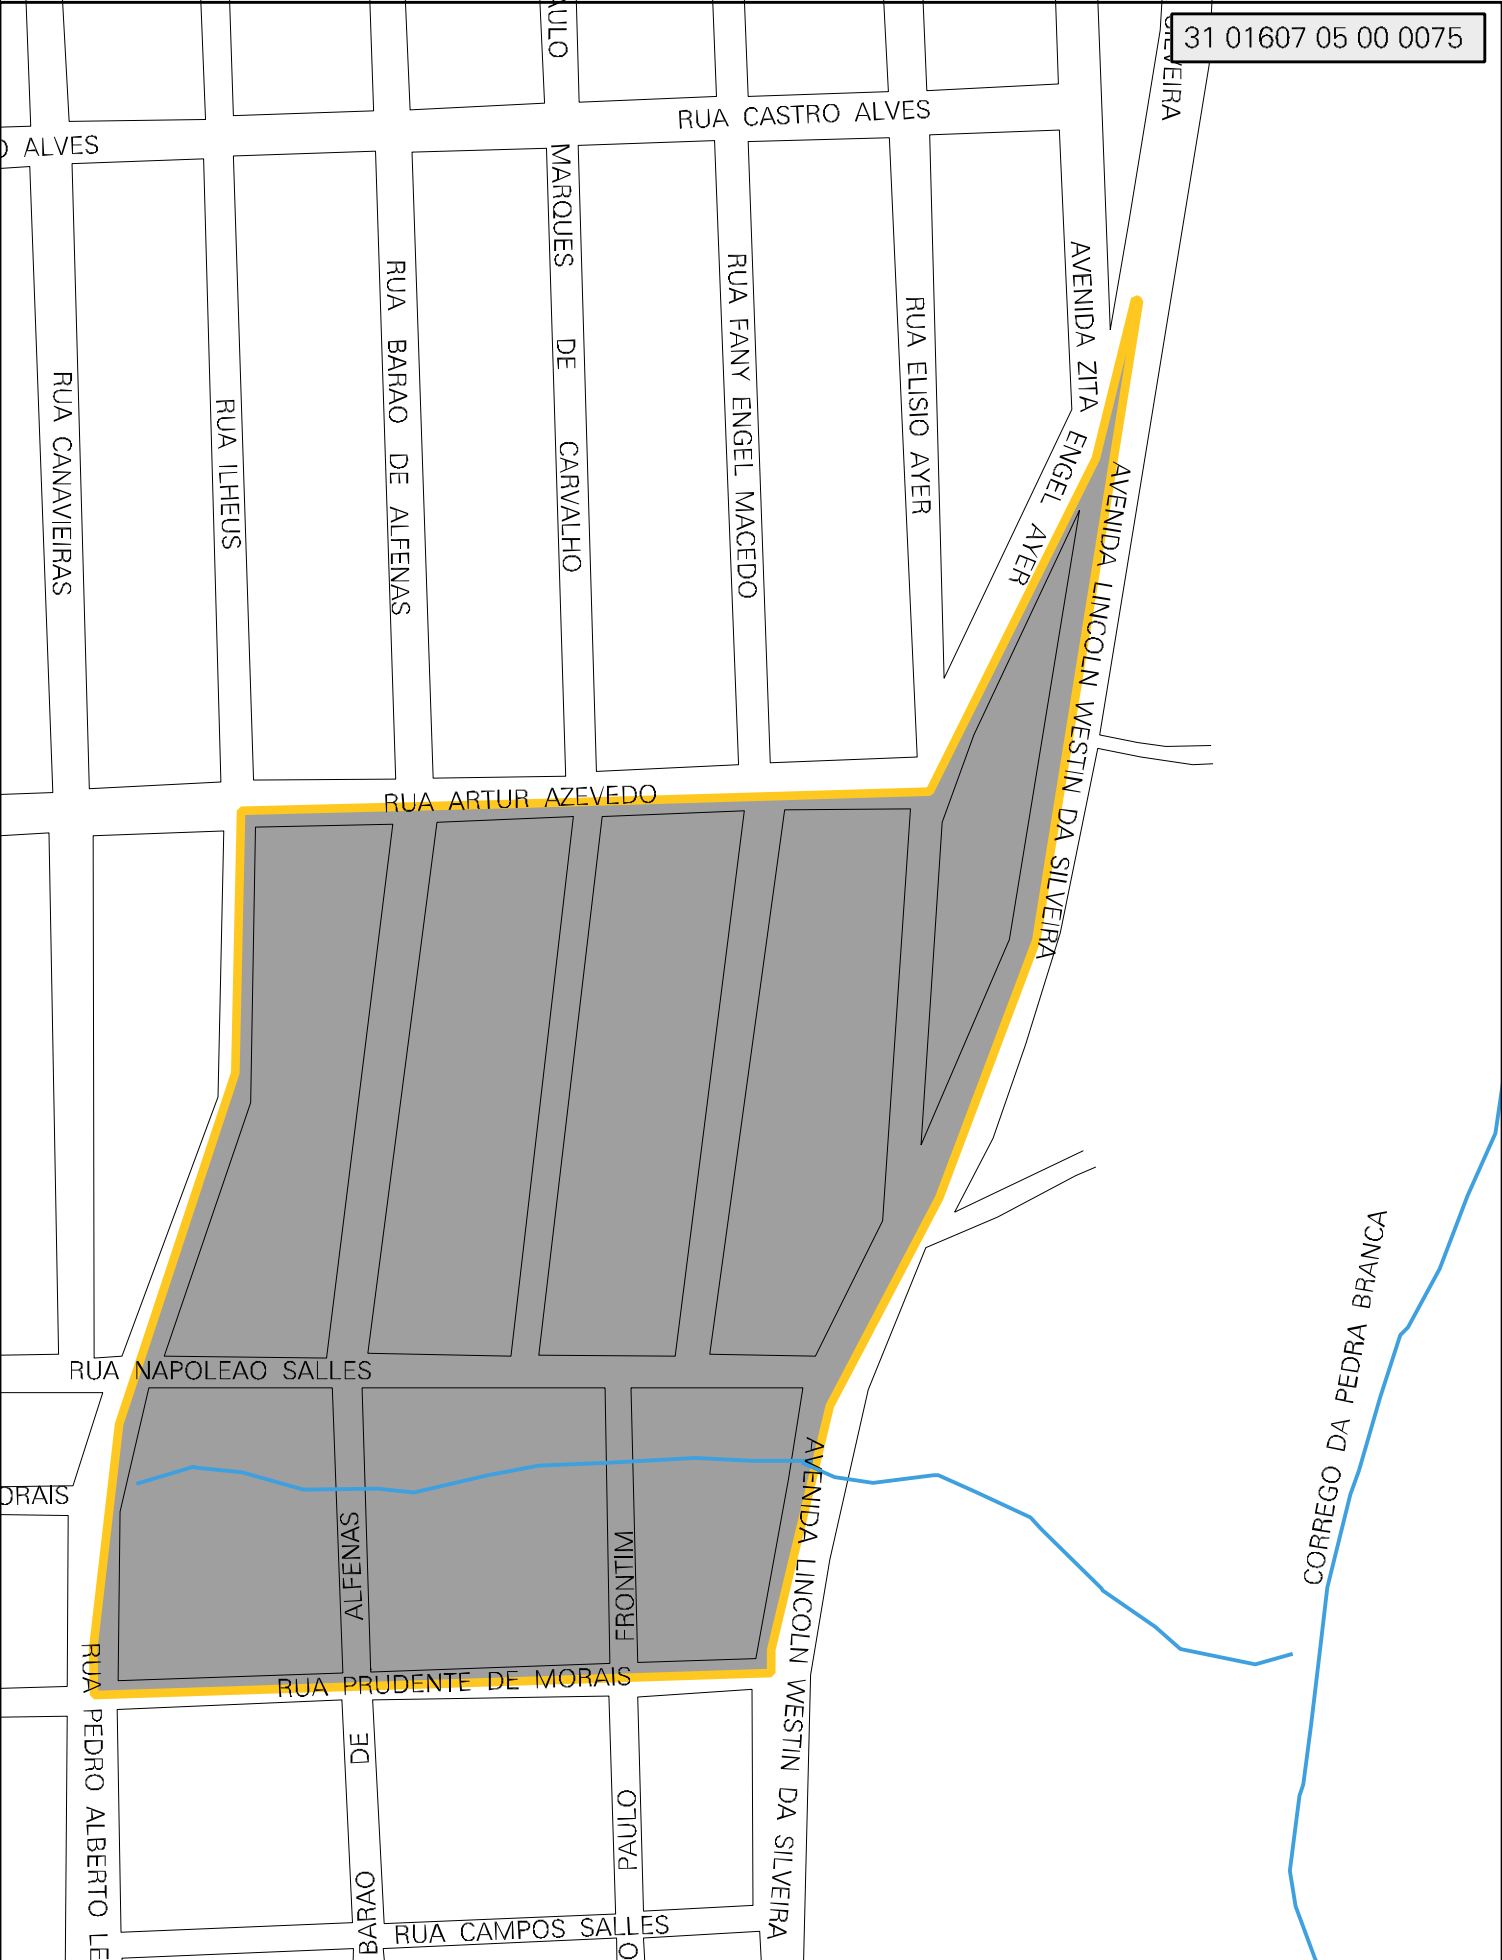 31 01607 05 00 0075
AULO
RUA CASTRO ALVES
ALVES
MARQUES DE CARVALHO
RUA CANAVIEIRAS
RUA ILHEUS
RUA BARAO DE ALFENAS
RUA FANY ENGEL MACEDO
RUA ELISIO AYER
AVENIDA ZITA ENGEL AYER
AVENIDA LINCOLN WESTIN DA SILVEIRA
RUA ARTUR AZEVEDO
RUA NAPOLEAO SALLES
ORAIS
ALFENAS
FRONTIM
AVENIDA LINCOLN WESTIN DA SILVEIRA
CORREGO DA PEDRA BRANCA
RUA PRUDENTE DE MORAIS
RUA PEDRO ALBERTO LE
BARAO DE
PAULO
O
RUA CAMPOS SALLES